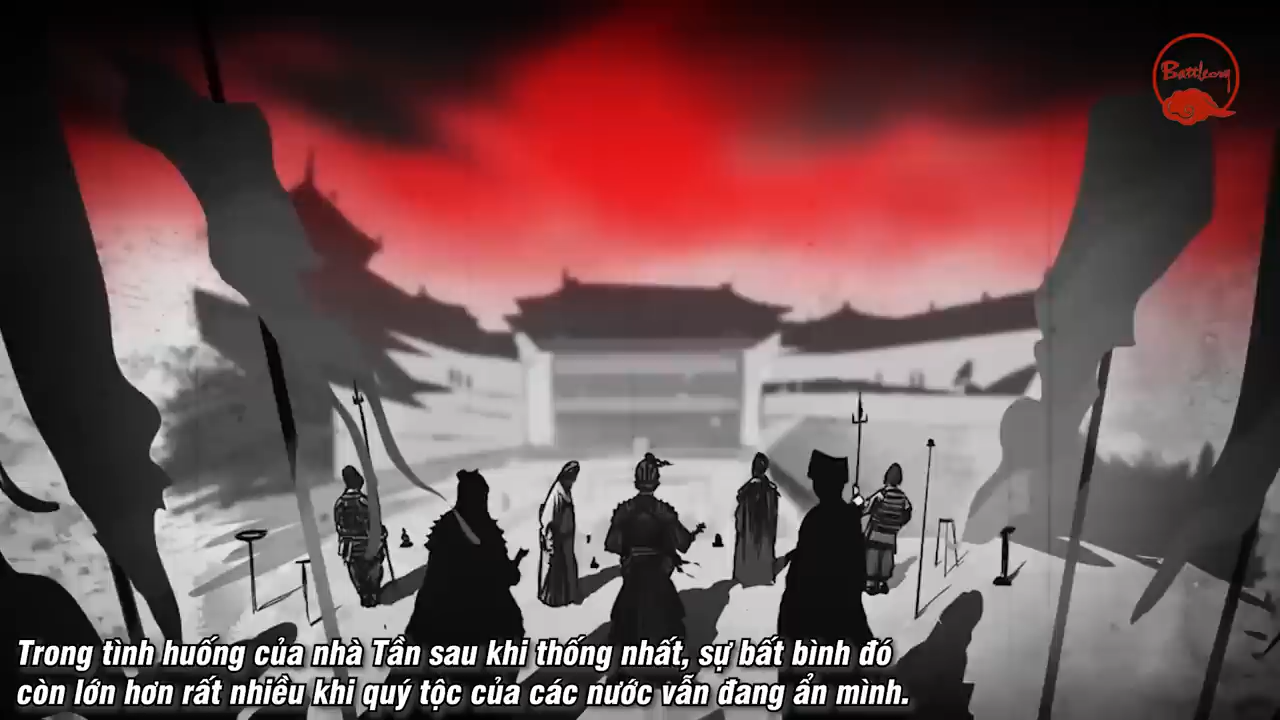 Battlecry
Trong tình huống của nhà Tần sau khi thống nhất, sự bất bình đó
còn lớn hơn rất nhiều khi quý tộc của các nước vẫn đang ẩn mình.